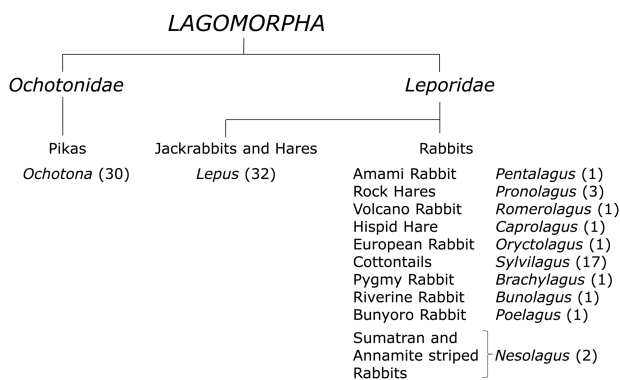 LAGOMORPHA
Ochotonidae Leporidae
Pikas Jackrabbits and Hares Rabbits
Ochotona (30) Lepus (32)
Amami Rabbit Pentalagus (1)
Rock Hares Pronolagus (3)
Volcano Rabbit Romerolagus (1)
Hispid Hare Caprolagus (1)
European Rabbit Oryctolagus (1)
Cottontails Sylvilagus (17)
Pygmy Rabbit Brachylagus (1)
Riverine Rabbit Bunolagus (1)
Bunyoro Rabbit Poelagus (1)
Sumatran and
Annamite striped Nesolagus (2)
Rabbits